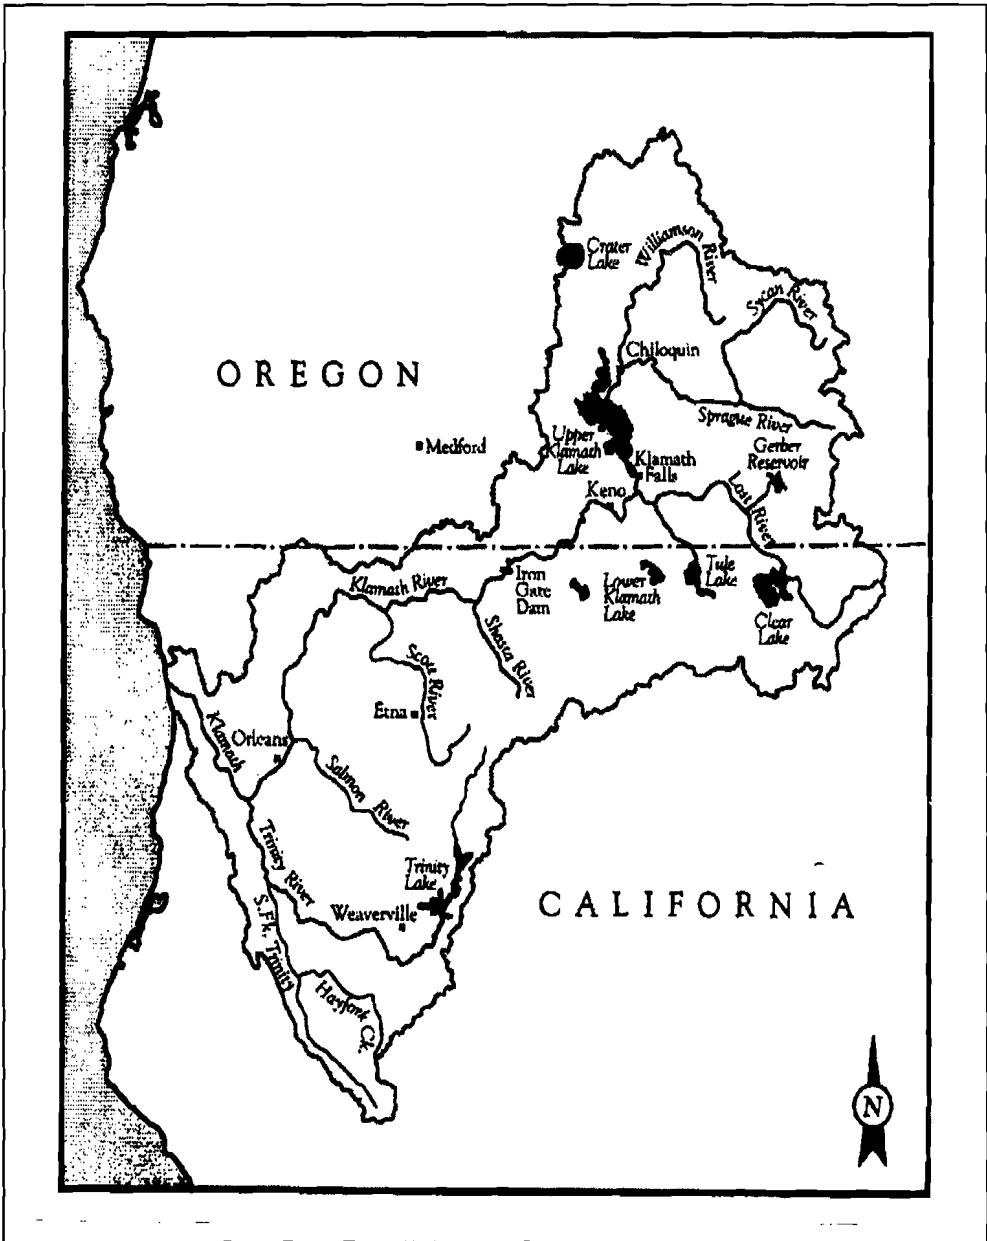 Crater
Lake
Williamson River
Sycan River
OREGON
Chiloquin
Sprague River
Medford
Upper
Klamath
Lake
Klamath
Falls
Gerber
Reservoir
Keno
Lost River
Klamath River
Iron
Gate
Dam
Lower
Klamath
Lake
Tule
Lake
Clear
Lake
Shasta River
Scott River
Etna
Klamath
Orleans
Salmon River
Trinity River
Trinity
Lake
Weaverville
CALIFORNIA
S. Fk. Trinity
Hayfork Ck.
N